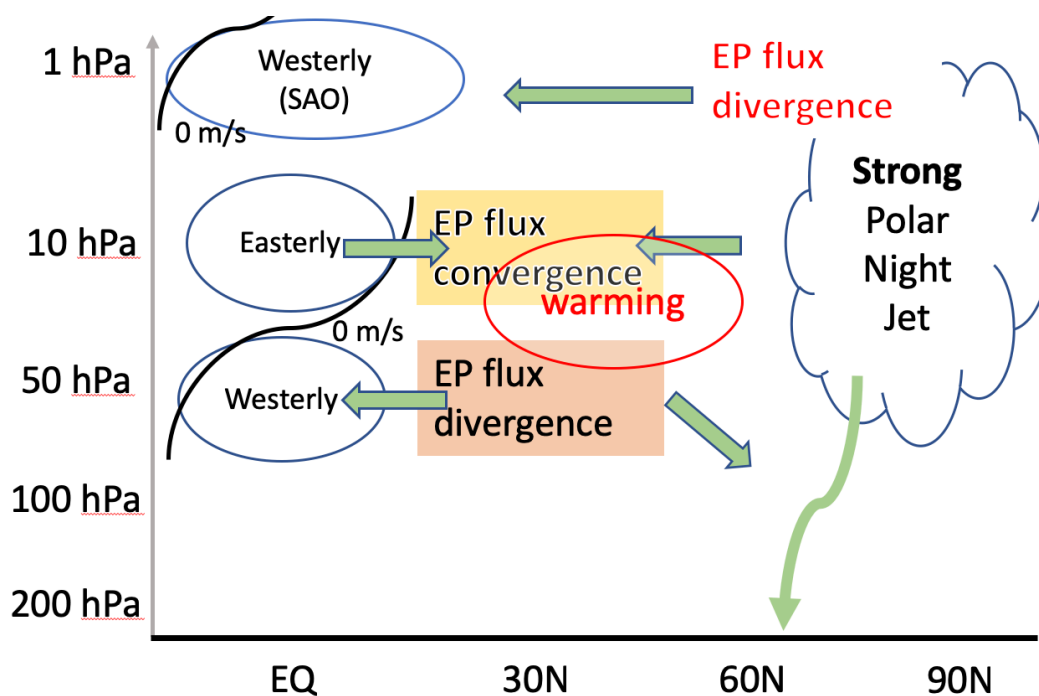 1 hPa
Westerly
(SAO)
0 m/s
EP flux
divergence
10 hPa
Easterly
EP flux
convergence
warming
0 m/s
Strong
Polar
Night
Jet
50 hPa
Westerly
EP flux
divergence
100 hPa
200 hPa
EQ
30N
60N
90N